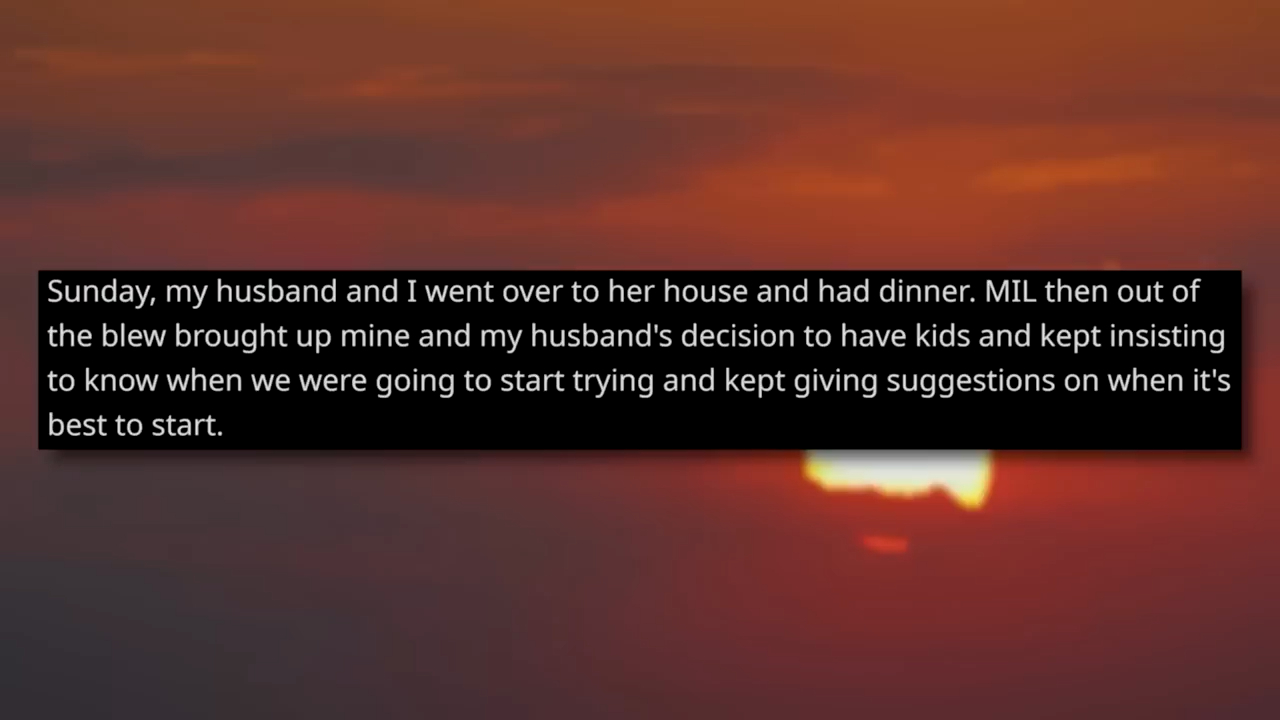 Sunday, my husband and I went over to her house and had dinner. MIL then out of
the blew brought up mine and my husband's decision to have kids and kept insisting
to know when we were going to start trying and kept giving suggestions on when it's
best to start.